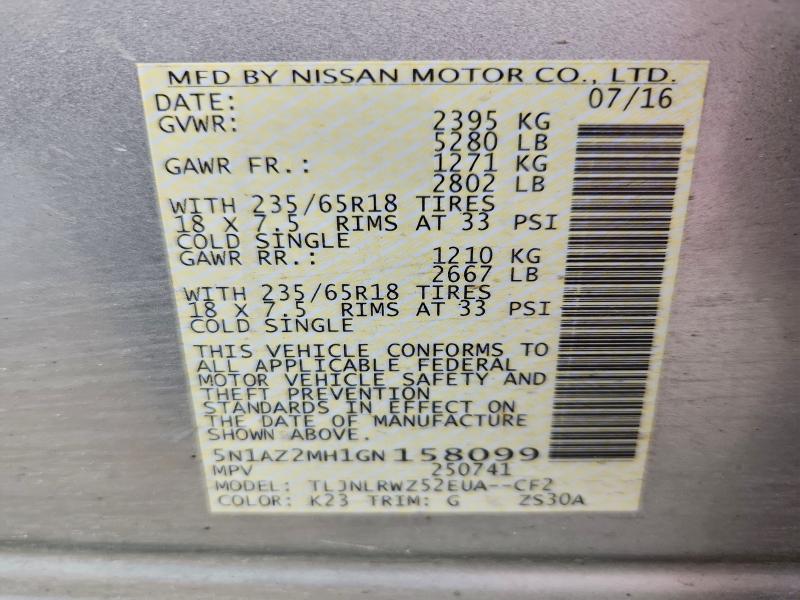 MFD BY NISSAN MOTOR CO., LTD.
DATE: 07/16
GVWR: 2395 KG
5280 LB
GAWR FR.: 1271 KG
2802 LB
WITH 235/65R18 TIRES
18 X 7.5 RIMS AT 33 PSI
COLD SINGLE
GAWR RR.: 1210 KG
2667 LB
WITH 235/65R18 TIRES
18 X 7.5 RIMS AT 33 PSI
COLD SINGLE
THIS VEHICLE CONFORMS TO
ALL APPLICABLE FEDERAL
MOTOR VEHICLE SAFETY AND
THEFT PREVENTION
STANDARDS IN EFFECT ON
THE DATE OF MANUFACTURE
SHOWN ABOVE.
5N1AZ2MH1GN158099
MPV 250741
MODEL: TLJNLRWZ52EUA--CF2
COLOR: K23 TRIM: G ZS30A